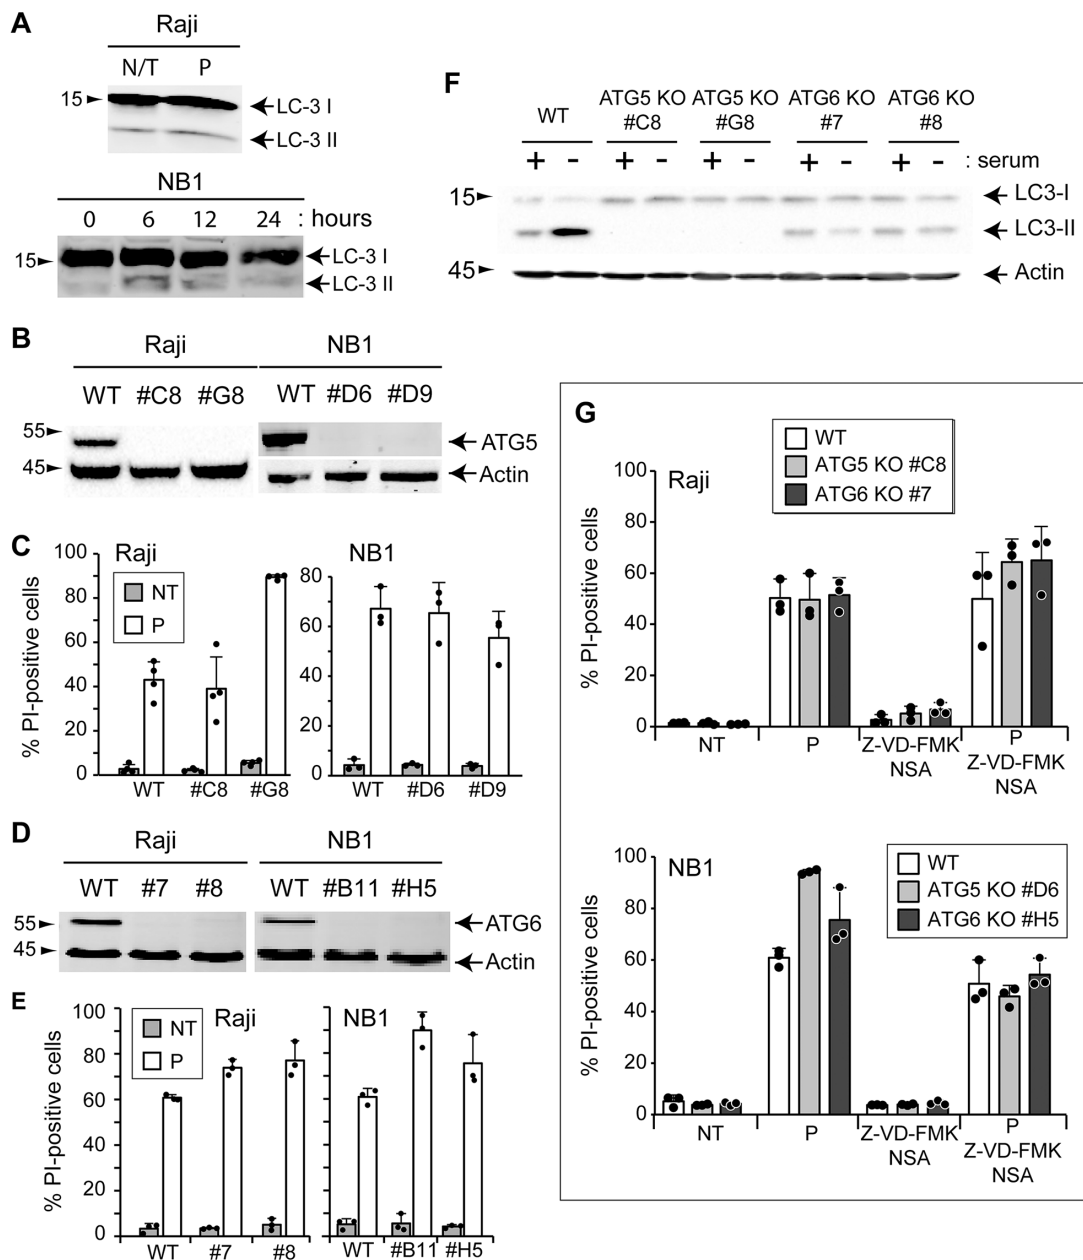 A
Raji
N/T P
15
LC-3 I
LC-3 II
NB1
0 6 12 24 : hours
15
LC-3 I
LC-3 II
B
Raji NB1
WT #C8 #G8 WT #D6 #D9
55
ATG5
45
Actin
C
Raji
NT
P
% PI-positive cells
100
80
60
40
20
0
WT #C8 #G8
NB1
80
60
40
20
0
WT #D6 #D9
D
Raji NB1
WT #7 #8 WT #B11 #H5
55
ATG6
45
Actin
E
NT
P
Raji
% PI-positive cells
100
80
60
40
20
0
WT #7 #8
NB1
WT #B11 #H5
F
WT ATG5 KO #C8 ATG5 KO #G8 ATG6 KO #7 ATG6 KO #8
+ - + - + - + - + - : serum
15
LC3-I
LC3-II
45
Actin
G
WT
ATG5 KO #C8
ATG6 KO #7
Raji
% PI-positive cells
100
80
60
40
20
0
NT P Z-VD-FMK P
NSA Z-VD-FMK
NSA
NB1
WT
ATG5 KO #D6
ATG6 KO #H5
% PI-positive cells
100
80
60
40
20
0
NT P Z-VD-FMK P
NSA Z-VD-FMK
NSA